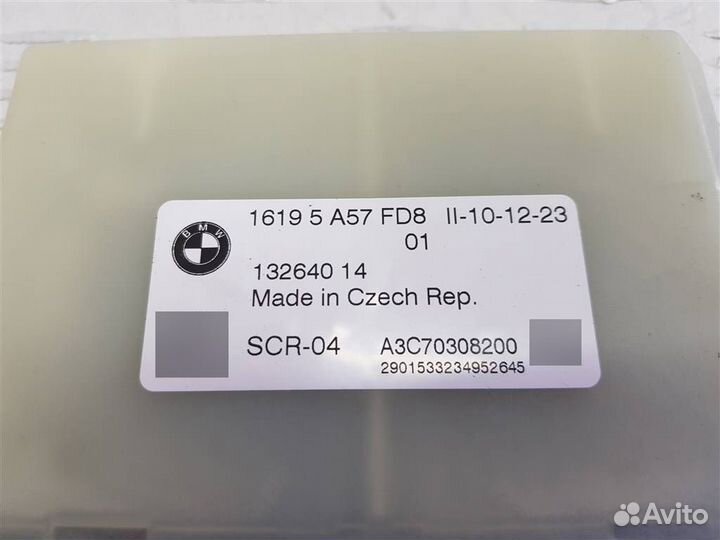 BMW
1619 5 A57 FD8 II-10-12-23
01
132640 14
Made in Czech Rep.
SCR-04 A3C70308200
2901533234952645
Avito